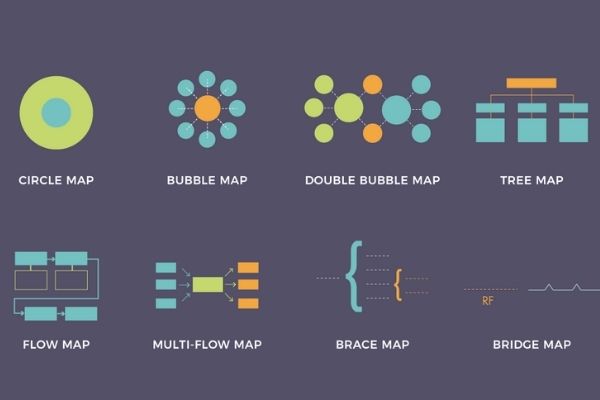 CIRCLE MAP
BUBBLE MAP
DOUBLE BUBBLE MAP
TREE MAP
RF
FLOW MAP
MULTI-FLOW MAP
BRACE MAP
BRIDGE MAP